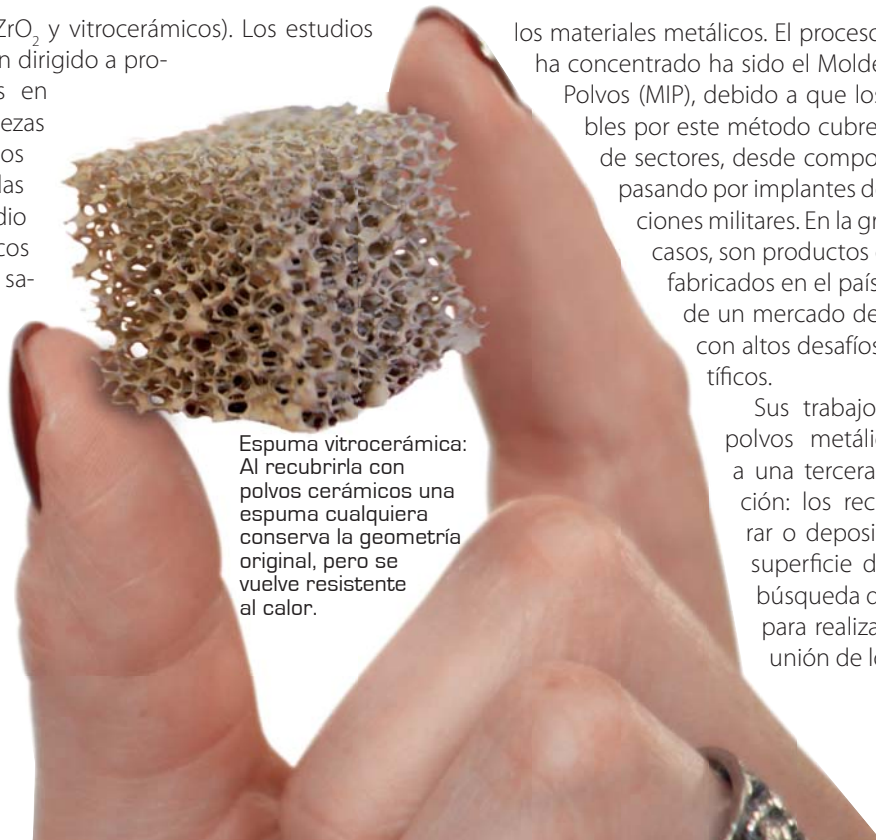 ZrO₂ y vitrocerámicos). Los estudios
n dirigido a pro-
s en
ezas
os
las
dio
cos
sa-
Espuma vitrocerámica:
Al recubrirla con
polvos cerámicos una
espuma cualquiera
conserva la geometría
original, pero se
vuelve resistente
al calor.
los materiales metálicos. El proceso
ha concentrado ha sido el Molde
Polvos (MIP), debido a que los
bles por este método cubre
de sectores, desde compo
pasando por implantes d
ciones militares. En la gr
casos, son productos
fabricados en el país
de un mercado de
con altos desafíos
tíficos.
Sus trabajo
polvos metáli
a una tercera
ción: los rec
rar o deposi
superficie d
búsqueda
para realiza
unión de l